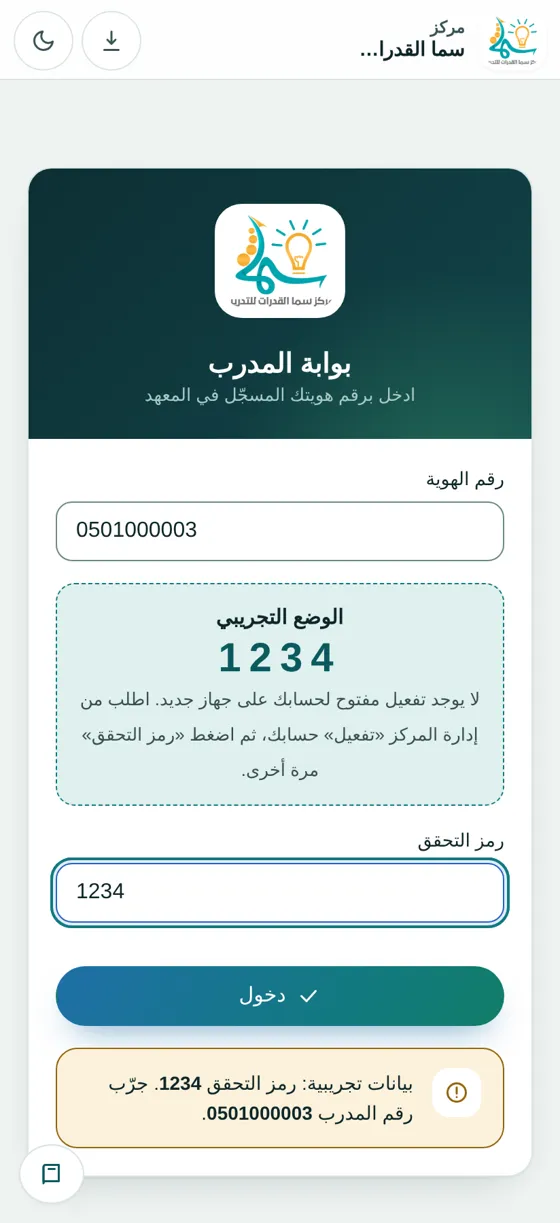 مركز
سما القدرا...
مركز سما القدرات للتدريب
بوابة المدرب
ادخل برقم هويتك المسجّل في المعهد
رقم الهوية
0501000003
الوضع التجريبي
1234
لا يوجد تفعيل مفتوح لحسابك على جهاز جديد. اطلب من
إدارة المركز «تفعيل» حسابك، ثم اضغط «رمز التحقق»
مرة أخرى.
رمز التحقق
1234
دخول
بيانات تجريبية: رمز التحقق 1234. جرّب
رقم المدرب 0501000003.